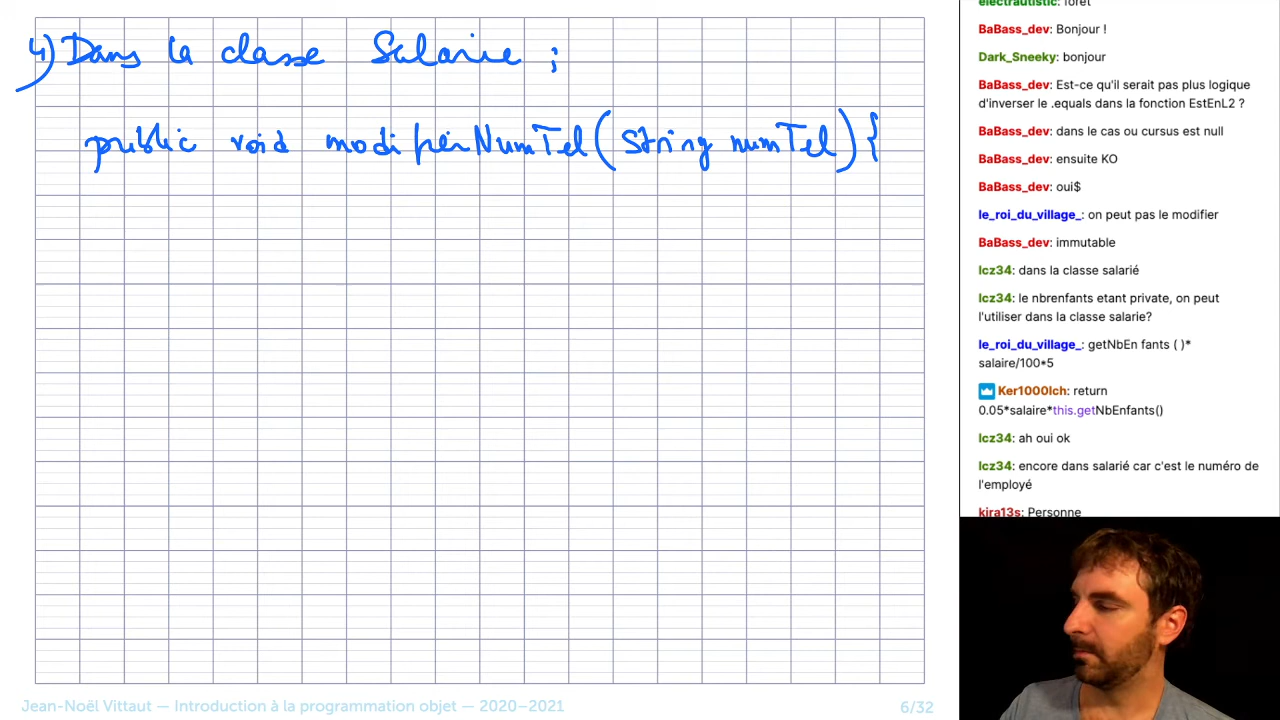 4) Dans la classe Salarie :
public void modifierNumTel(String numTel){
electrautistic: foret
BaBass_dev: Bonjour !
Dark_Sneeky: bonjour
BaBass_dev: Est-ce qu'il serait pas plus logique
d'inverser le .equals dans la fonction EstEnL2 ?
BaBass_dev: dans le cas ou cursus est null
BaBass_dev: ensuite KO
BaBass_dev: oui$
le_roi_du_village_: on peut pas le modifier
BaBass_dev: immutable
lcz34: dans la classe salarié
lcz34: le nbrenfants etant private, on peut
l'utiliser dans la classe salarie?
le_roi_du_village_: getNbEn fants ( )*
salaire/100*5
Ker1000lch: return
0.05*salaire*this.getNbEnfants()
lcz34: ah oui ok
lcz34: encore dans salarié car c'est le numéro de
l'employé
kira13s: Personne
Jean-Noël Vittaut — Introduction à la programmation objet — 2020–2021
6/32